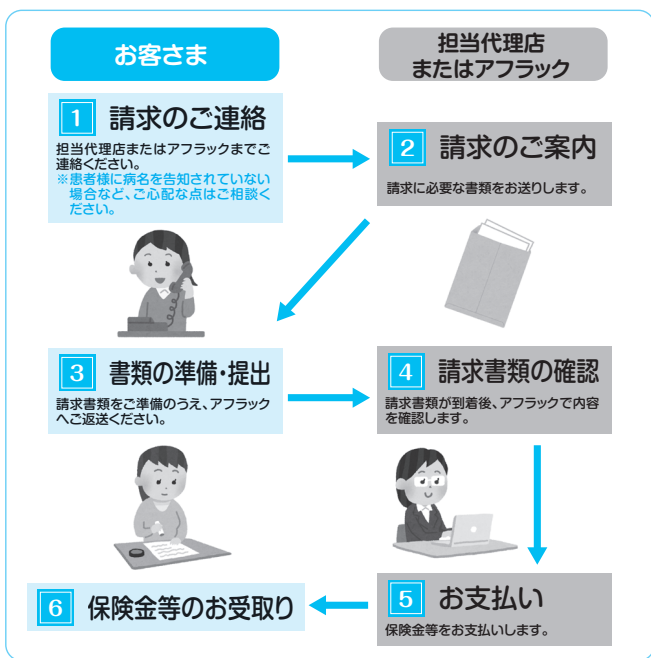 お客さま
担当代理店
またはアフラック
1 請求のご連絡
担当代理店またはアフラックまでご
連絡ください。
※患者様に病名を告知されていない
場合など、ご心配な点はご相談く
ださい。
2 請求のご案内
請求に必要な書類をお送りします。
3 書類の準備・提出
請求書類をご準備のうえ、アフラック
へご返送ください。
4 請求書類の確認
請求書類が到着後、アフラックで内容
を確認します。
5 お支払い
保険金等をお支払いします。
6 保険金等のお受取り